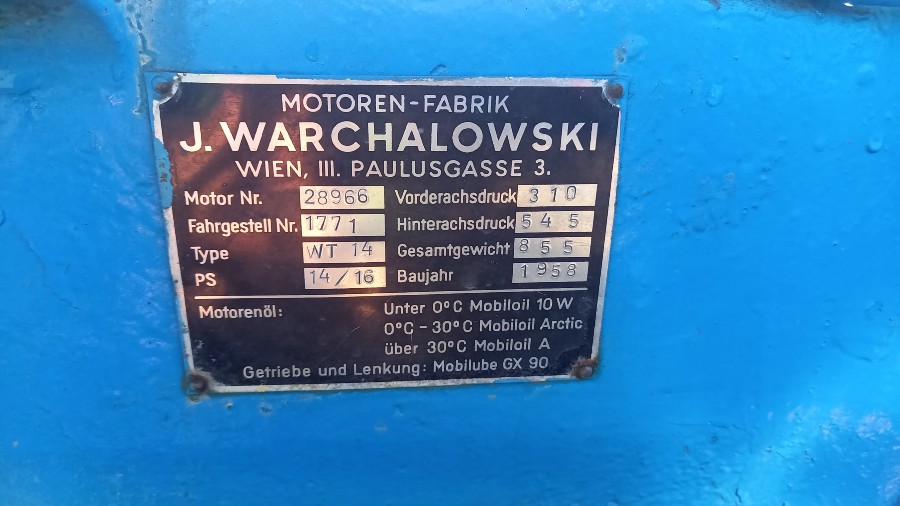 MOTOREN-FABRIK
J. WARCHALOWSKI
WIEN, III. PAULUSGASSE 3.
Motor Nr. 28966 Vorderachsdruck 310
Fahrgestell Nr. 1771 Hinterachsdruck 545
Type WT 14 Gesamtgewicht 855
PS 14/16 Baujahr 1958
Motorenöl: Unter 0°C Mobiloil 10 W
0°C - 30°C Mobiloil Arctic
über 30°C Mobiloil A
Getriebe und Lenkung: Mobilube GX 90